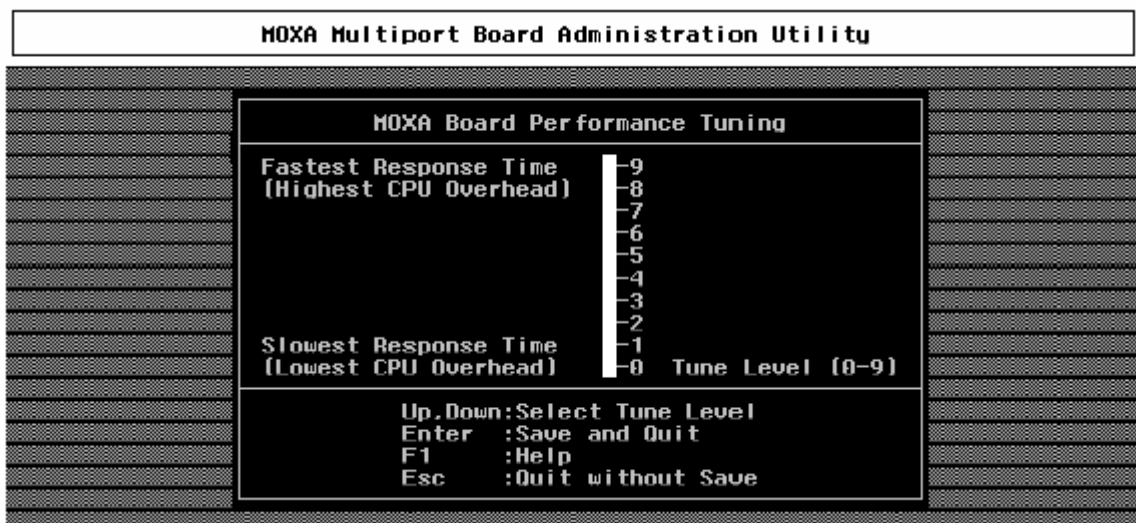 MOXA Multiport Board Administration Utility
MOXA Board Performance Tuning
Fastest Response Time -9
(Highest CPU Overhead) -8
-7
-6
-5
-4
-3
-2
Slowest Response Time -1
(Lowest CPU Overhead) -0 Tune Level (0-9)
Up,Down:Select Tune Level
Enter :Save and Quit
F1 :Help
Esc :Quit without Save